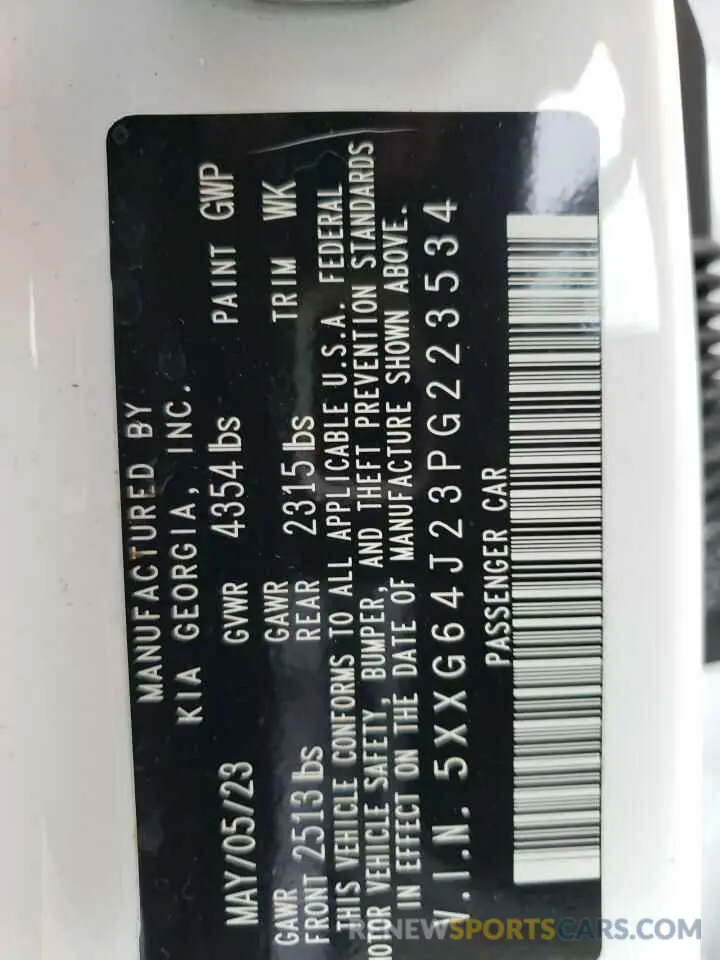 MANUFACTURED BY
KIA GEORGIA, INC.
MAY/05/23 GVWR 4354 lbs PAINT GWP
GAWR GAWR
FRONT 2513 lbs REAR 2315 lbs TRIM WK
THIS VEHICLE CONFORMS TO ALL APPLICABLE U.S.A. FEDERAL
MOTOR VEHICLE SAFETY, BUMPER, AND THEFT PREVENTION STANDARDS
IN EFFECT ON THE DATE OF MANUFACTURE SHOWN ABOVE.
V.I.N. 5XXG64J23PG223534
PASSENGER CAR
RENEWSPORTSCARS.COM